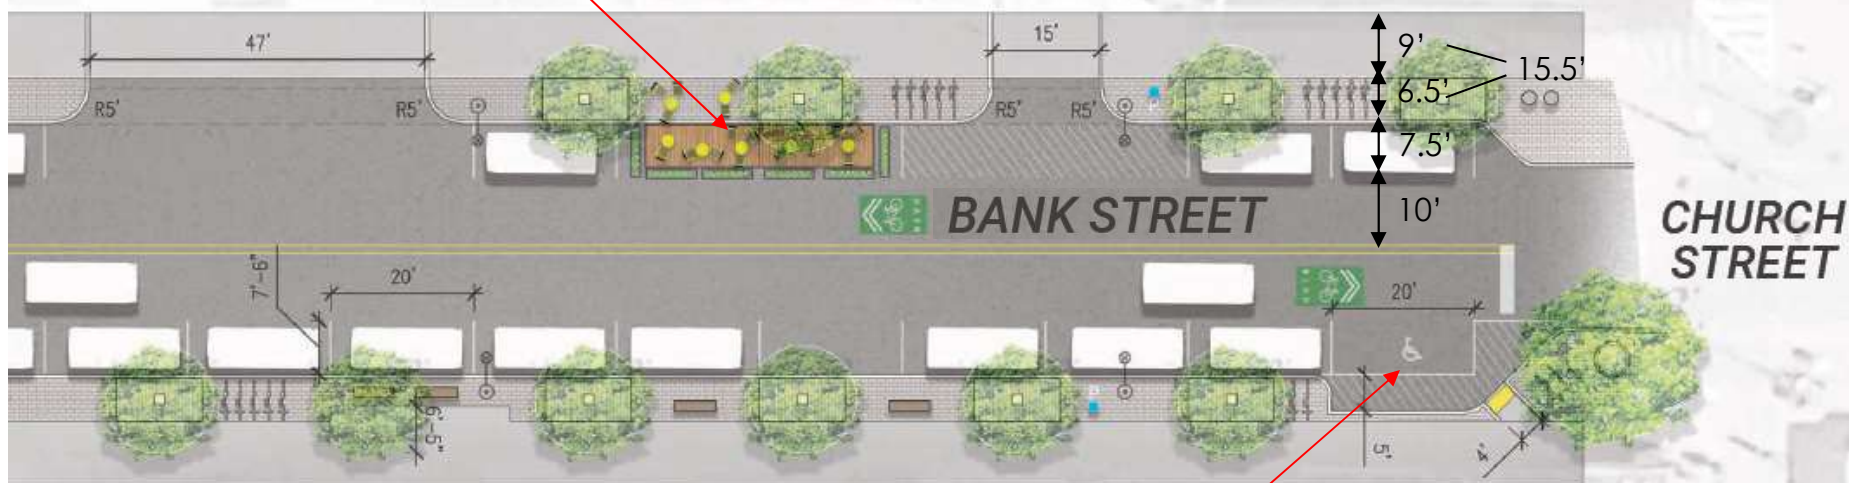 47'
15'
9'
15.5'
6.5'
R5'
R5'
R5'
R5'
7.5'
10'
BANK STREET
CHURCH
STREET
7'-9"
20'
20'
6'-5"
5'
4'